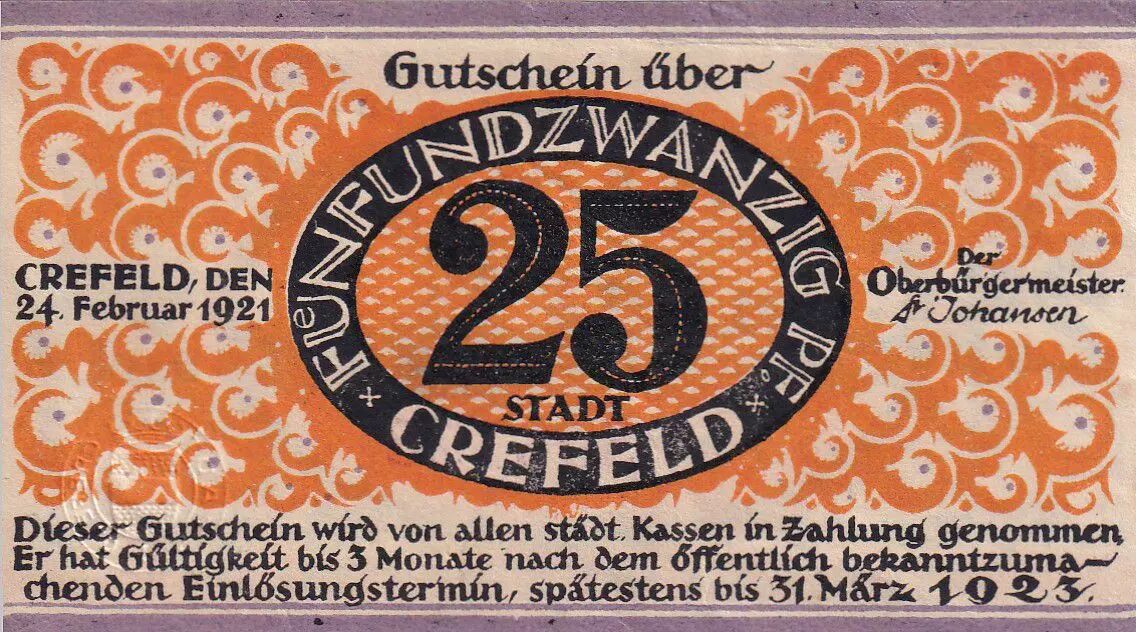 Gutschein über
FÜNFUNDZWANZIG PF
25
STADT
CREFELD
CREFELD, DEN
24. Februar 1921
Der
Oberbürgermeister
Johansen
Dieser Gutschein wird von allen städt. Kassen in Zahlung genommen,
Er hat Gültigkeit bis 3 Monate nach dem öffentlich bekanntzuma-
chenden Einlösungstermin, spätestens bis 31. März 1923.